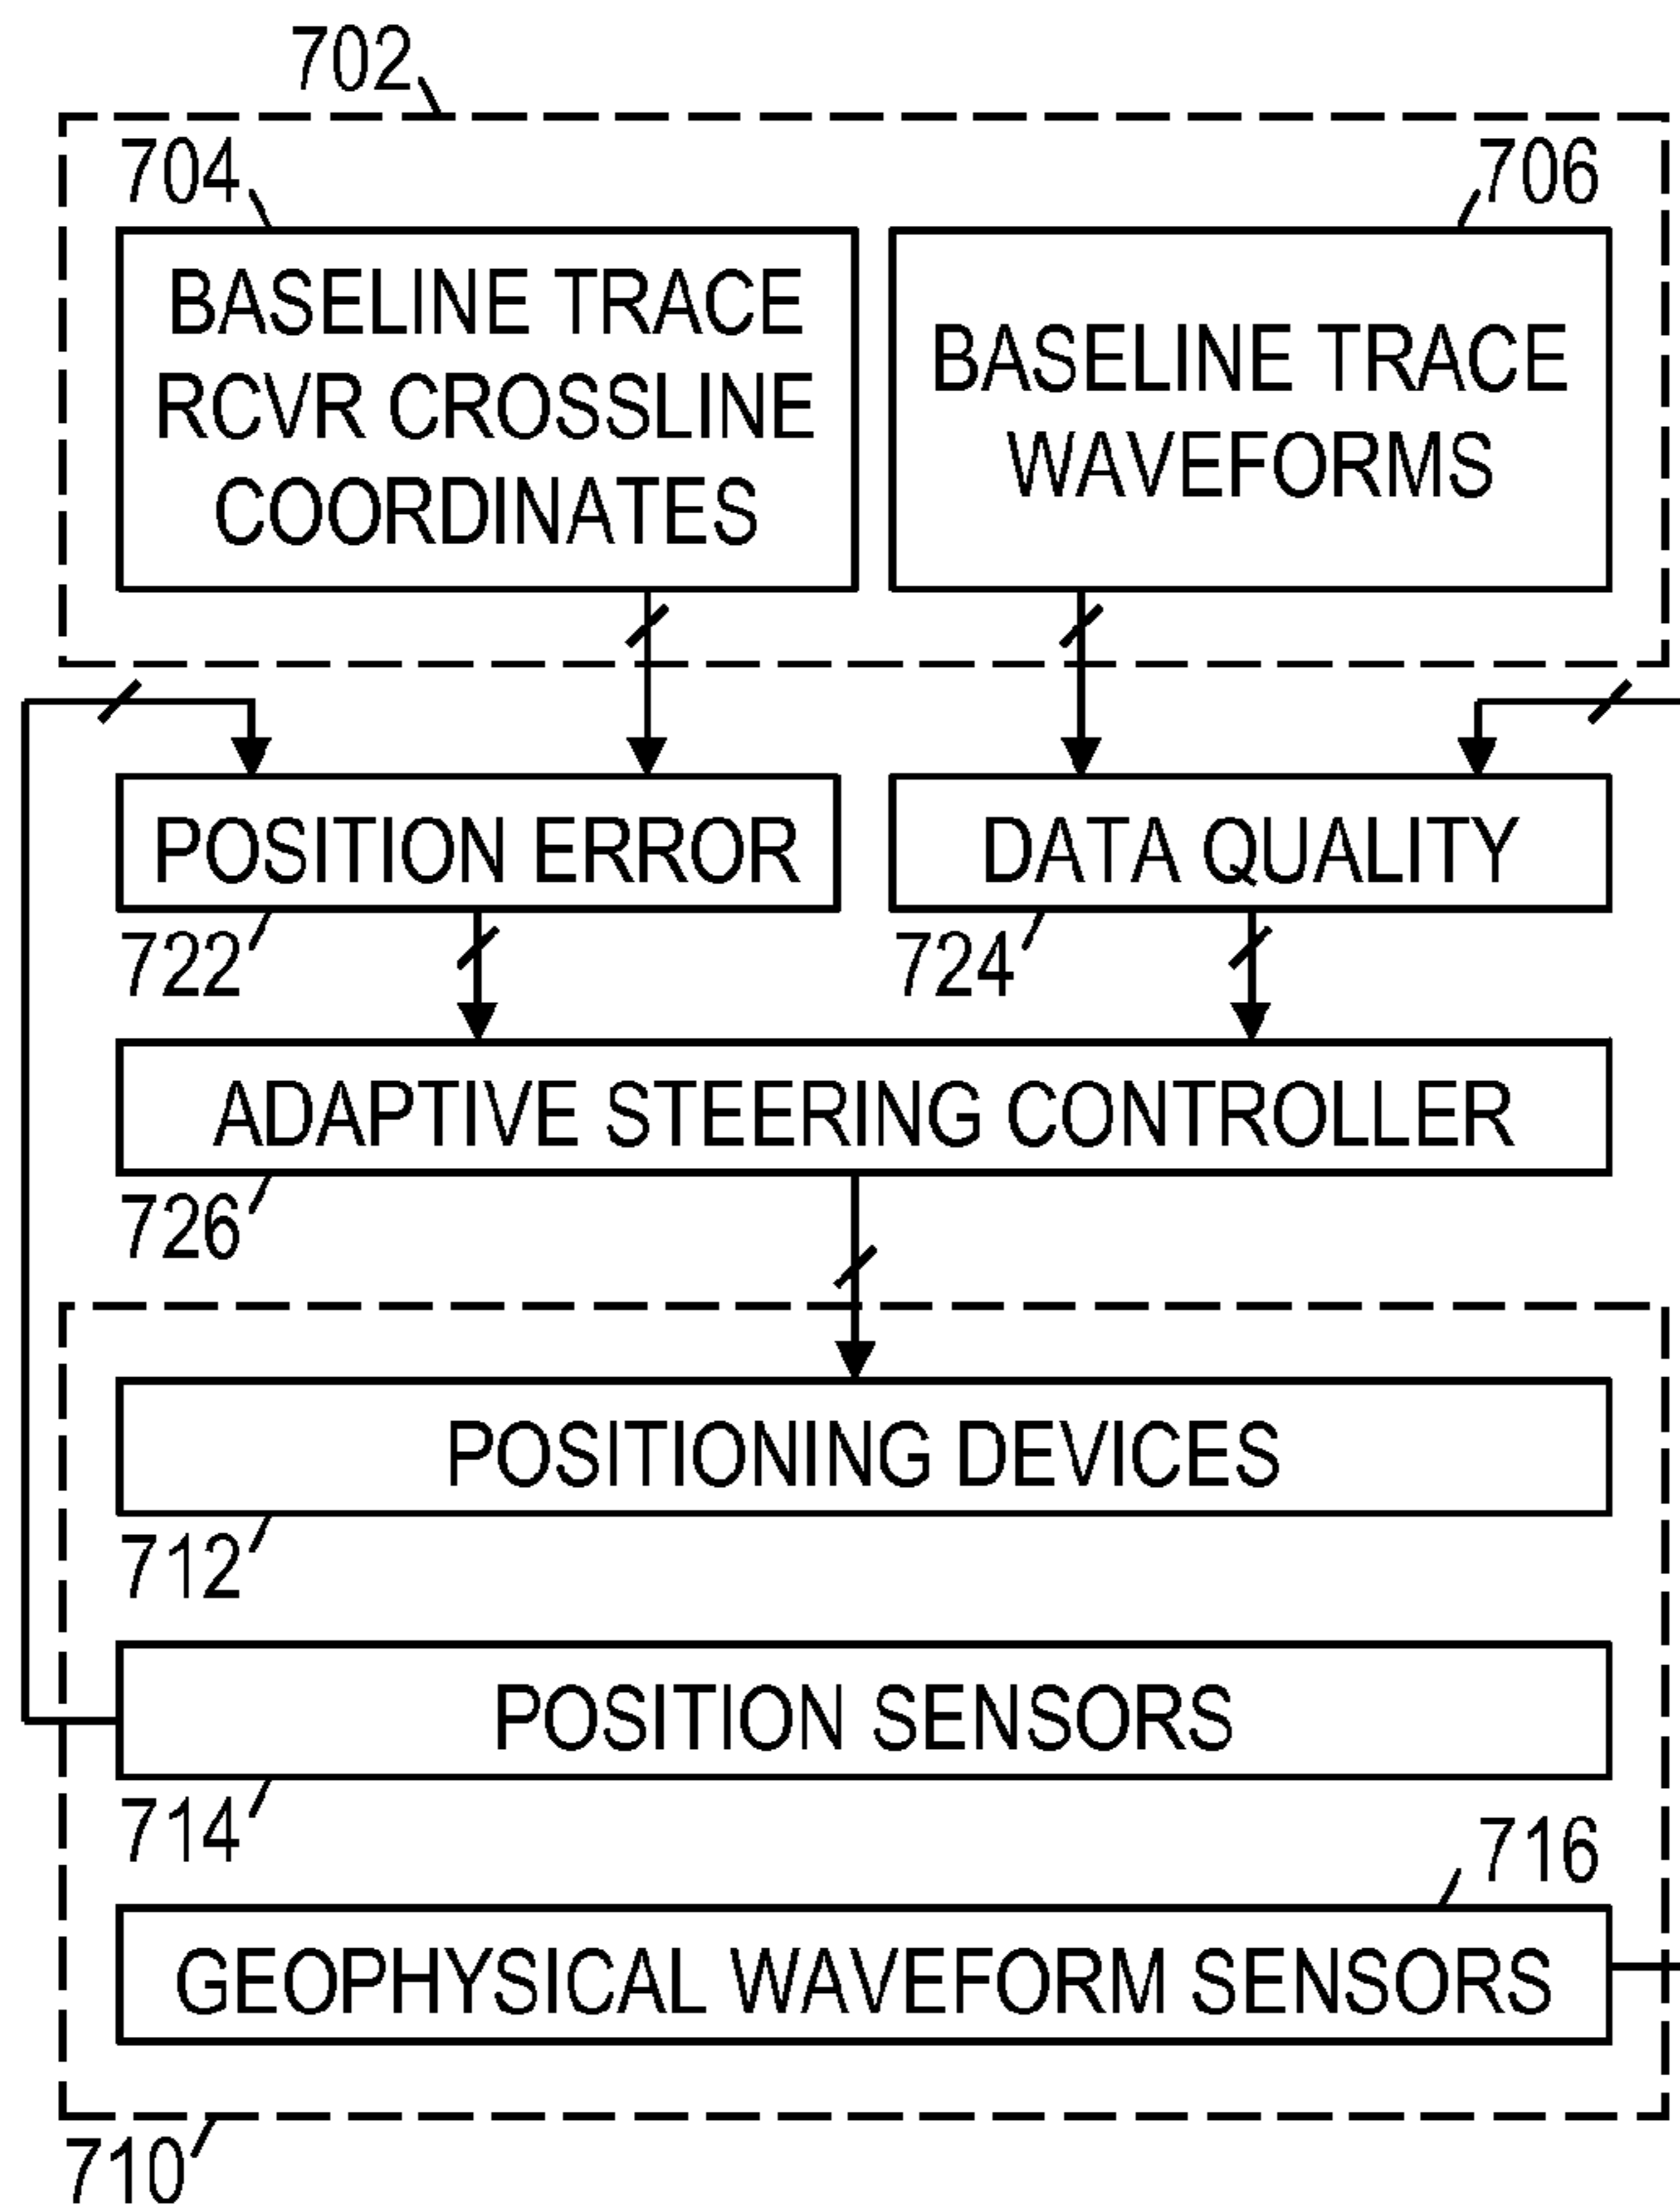 702
704
706
BASELINE TRACE
RCVR CROSSLINE
COORDINATES
BASELINE TRACE
WAVEFORMS
POSITION ERROR
DATA QUALITY
722
724
ADAPTIVE STEERING CONTROLLER
726
POSITIONING DEVICES
712
POSITION SENSORS
714
716
GEOPHYSICAL WAVEFORM SENSORS
710